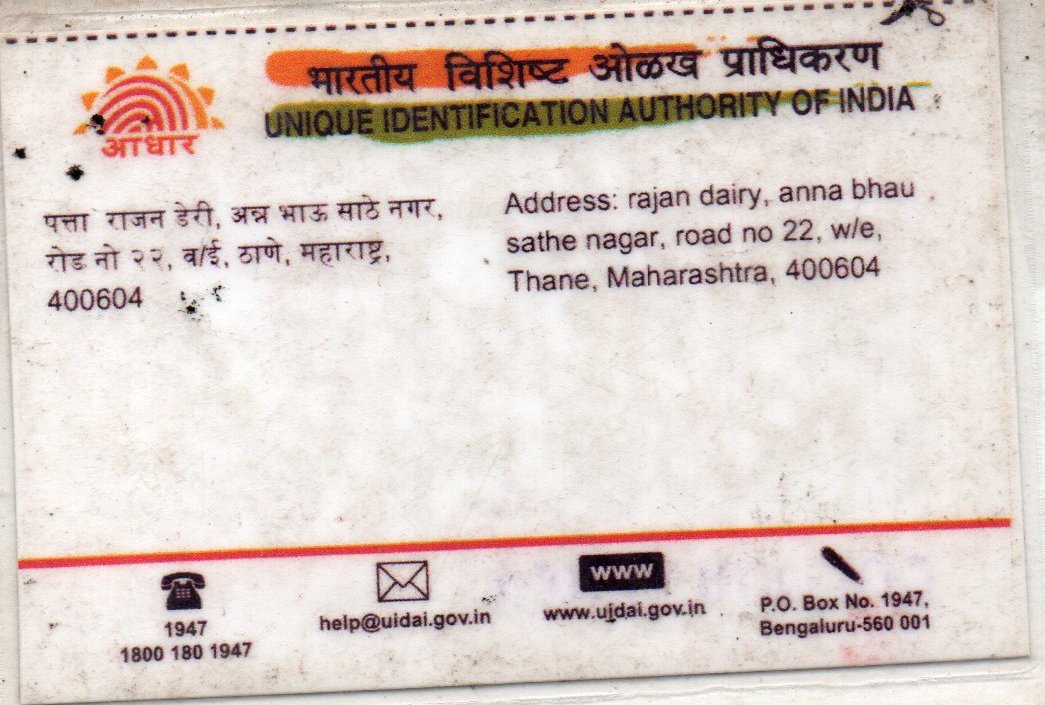 भारतीय विशिष्ट ओळख प्राधिकरण
UNIQUE IDENTIFICATION AUTHORITY OF INDIA
आधार
पत्ता राजन डेरी, अन्न भाऊ साठे नगर,
रोड नो २२, व/ई, ठाणे, महाराष्ट्र,
400604
Address: rajan dairy, anna bhau
sathe nagar, road no 22, w/e,
Thane, Maharashtra, 400604
1947
1800 180 1947
help@uidai.gov.in
www
www.uidai.gov.in
P.O. Box No. 1947,
Bengaluru-560 001